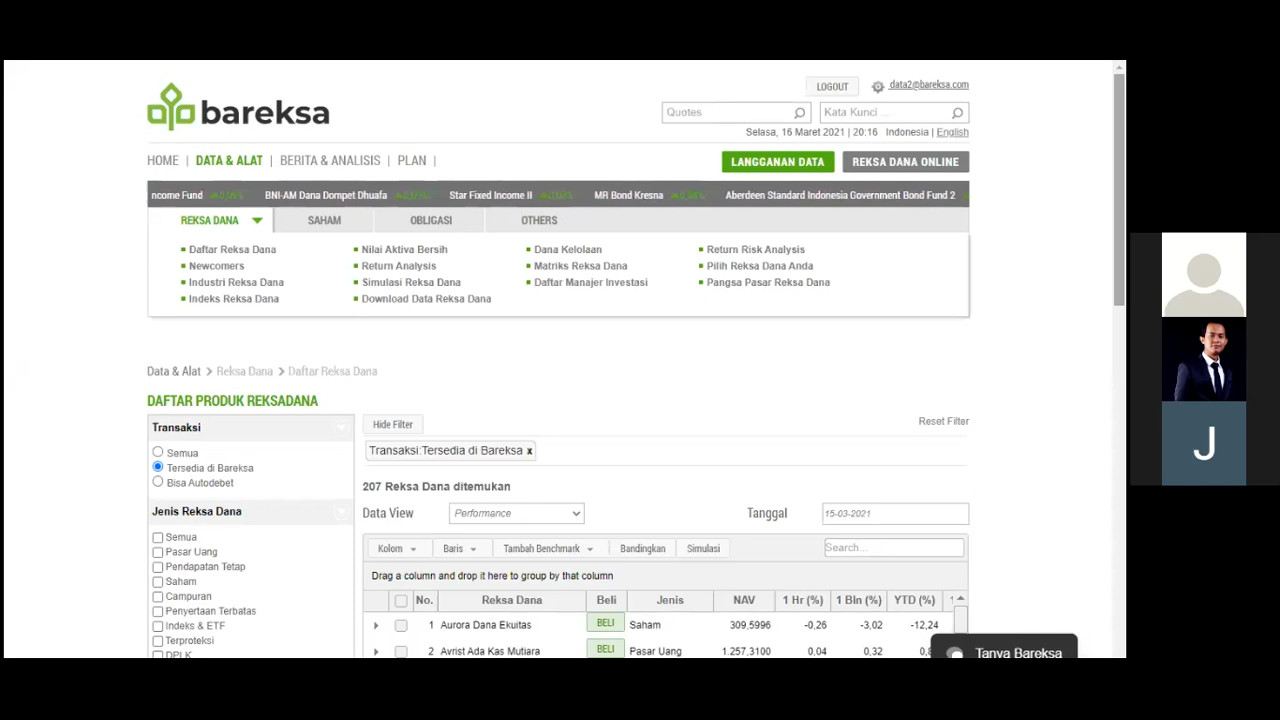 bareksa
LOGOUT
data2@bareksa.com
Quotes
Kata Kunci ...
Selasa, 16 Maret 2021 | 20:16 Indonesia | English
HOME | DATA & ALAT | BERITA & ANALISIS | PLAN |
LANGGANAN DATA
REKSA DANA ONLINE
ncome Fund BNI-AM Dana Dompet Dhuafa Star Fixed Income II MR Bond Kresna Aberdeen Standard Indonesia Government Bond Fund 2
REKSA DANA SAHAM OBLIGASI OTHERS
Daftar Reksa Dana Nilai Aktiva Bersih Dana Kelolaan Return Risk Analysis
Newcomers Return Analysis Matriks Reksa Dana Pilih Reksa Dana Anda
Industri Reksa Dana Simulasi Reksa Dana Daftar Manajer Investasi Pangsa Pasar Reksa Dana
Indeks Reksa Dana Download Data Reksa Dana
Data & Alat > Reksa Dana > Daftar Reksa Dana
DAFTAR PRODUK REKSADANA
Transaksi
Semua
Tersedia di Bareksa
Bisa Autodebet
Jenis Reksa Dana
Semua
Pasar Uang
Pendapatan Tetap
Saham
Campuran
Penyertaan Terbatas
Indeks & ETF
Terproteksi
DPLK
Hide Filter
Reset Filter
Transaksi:Tersedia di Bareksa x
207 Reksa Dana ditemukan
Data View Performance Tanggal 15-03-2021
Kolom Baris Tambah Benchmark Bandingkan Simulasi Search...
Drag a column and drop it here to group by that column
No. Reksa Dana Beli Jenis NAV 1 Hr (%) 1 Bln (%) YTD (%)
1 Aurora Dana Ekuitas BELI Saham 309,5996 -0,26 -3,02 -12,24
2 Avrist Ada Kas Mutiara BELI Pasar Uang 1.257,3100 0,04 0,32
Tanya Bareksa
J